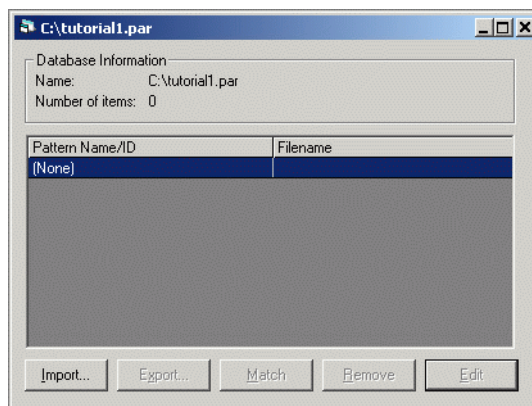 C:\tutorial1.par
Database Information
Name: C:\tutorial1.par
Number of items: 0
Pattern Name/ID Filename
(None)
Import... Export... Match Remove Edit